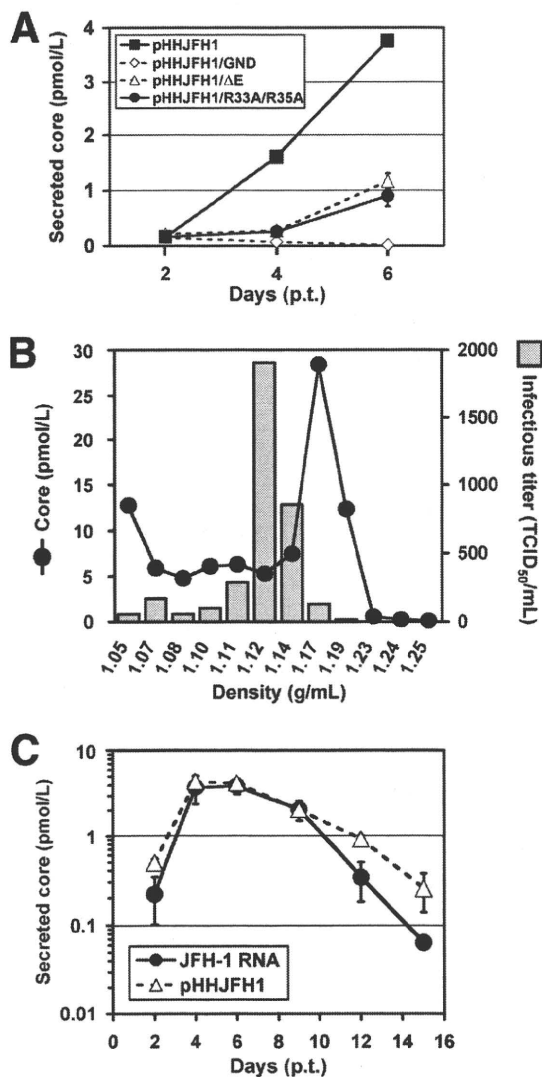 A
Secreted core (pmol/L)
4
3
2
1
0
pHHJFH1
pHHJFH1/GND
pHHJFH1/ΔE
pHHJFH1/R33A/R35A
2 4 6
Days (p.t.)
B
Core (pmol/L)
30
25
20
15
10
5
0
2000
1500
1000
500
0
Infectious titer (TCID50/mL)
1.05 1.07 1.08 1.10 1.11 1.12 1.14 1.17 1.19 1.23 1.24 1.25
Density (g/mL)
C
Secreted core (pmol/L)
10
1
0.1
0.01
JFH-1 RNA
pHHJFH1
0 2 4 6 8 10 12 14 16
Days (p.t.)